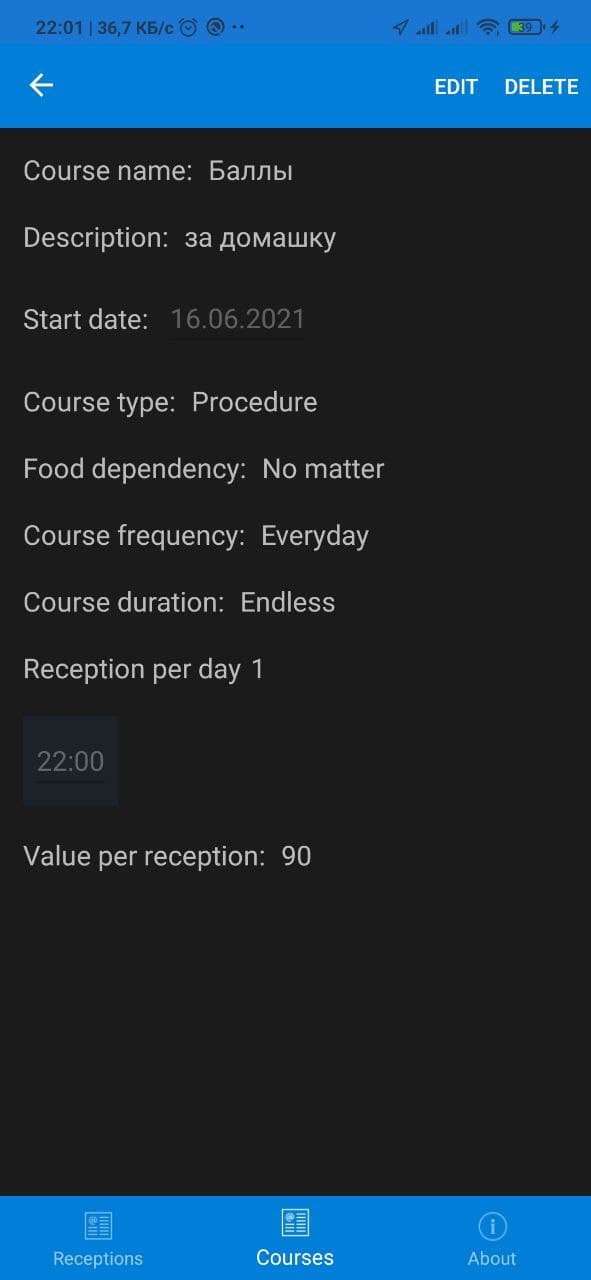 22:01 | 36,7 КБ/с
39
EDIT DELETE
Course name: Баллы
Description: за домашку
Start date: 16.06.2021
Course type: Procedure
Food dependency: No matter
Course frequency: Everyday
Course duration: Endless
Reception per day 1
22:00
Value per reception: 90
Receptions Courses About